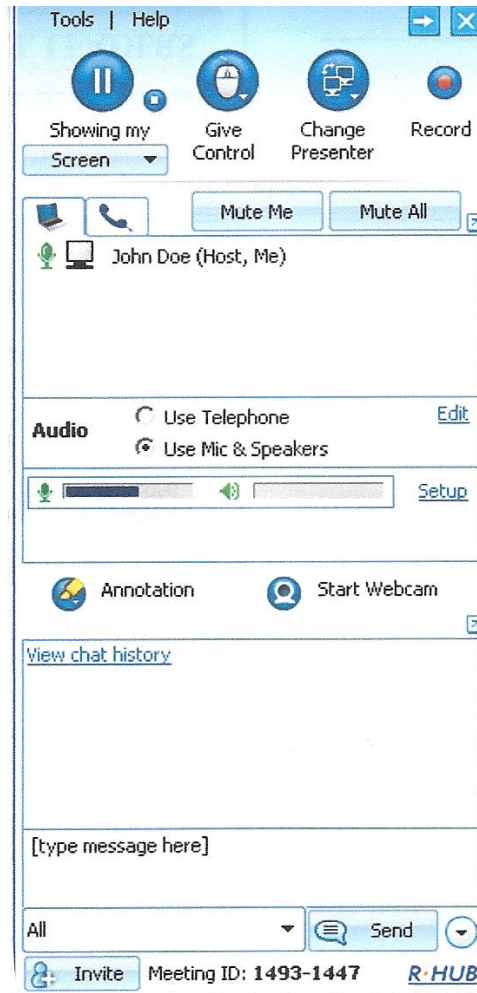 Tools | Help
Showing my
Screen
Give
Control
Change
Presenter
Record
Mute Me
Mute All
John Doe (Host, Me)
Audio
Use Telephone
Edit
Use Mic & Speakers
Setup
Annotation
Start Webcam
View chat history
[type message here]
All
Send
Invite
Meeting ID: 1493-1447
R·HUB